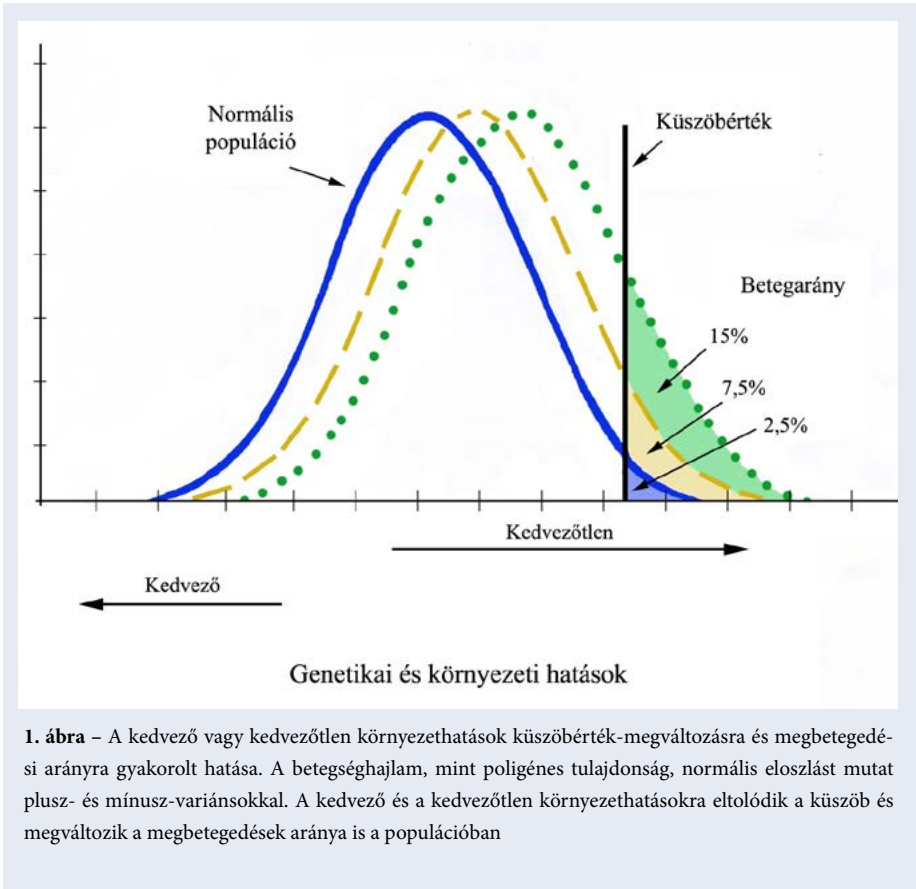 Normális
populáció
Küszöbérték
Betegarány
15%
7,5%
2,5%
Kedvezőtlen
Kedvező
Genetikai és környezeti hatások
1. ábra – A kedvező vagy kedvezőtlen környezethatások küszöbérték-megváltozásra és megbetegedé-
si arányra gyakorolt hatása. A betegséghajlam, mint poligénes tulajdonság, normális eloszlást mutat
plusz- és mínusz-variánsokkal. A kedvező és a kedvezőtlen környezethatásokra eltolódik a küszöb és
megváltozik a megbetegedések aránya is a populációban